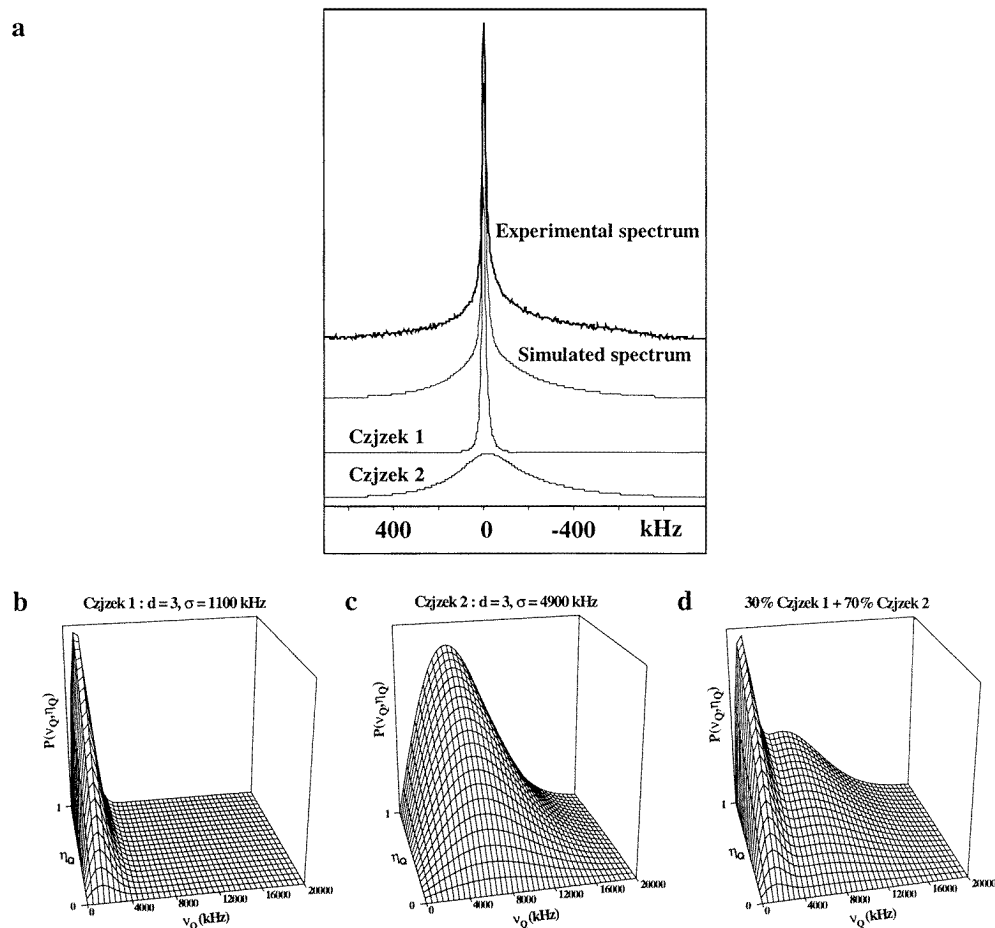 a
Experimental spectrum
Simulated spectrum
Czjzek 1
Czjzek 2
400 0 -400 kHz
b
Czjzek 1 : d = 3, σ = 1100 kHz
P(νQ,ηQ)
1
ηQ
0
0 4000 8000 12000 16000 20000
νQ (kHz)
c
Czjzek 2 : d = 3, σ = 4900 kHz
P(νQ,ηQ)
1
ηQ
0
0 4000 8000 12000 16000 20000
νQ (kHz)
d
30% Czjzek 1 + 70% Czjzek 2
P(νQ,ηQ)
1
ηQ
0
0 4000 8000 12000 16000 20000
νQ (kHz)